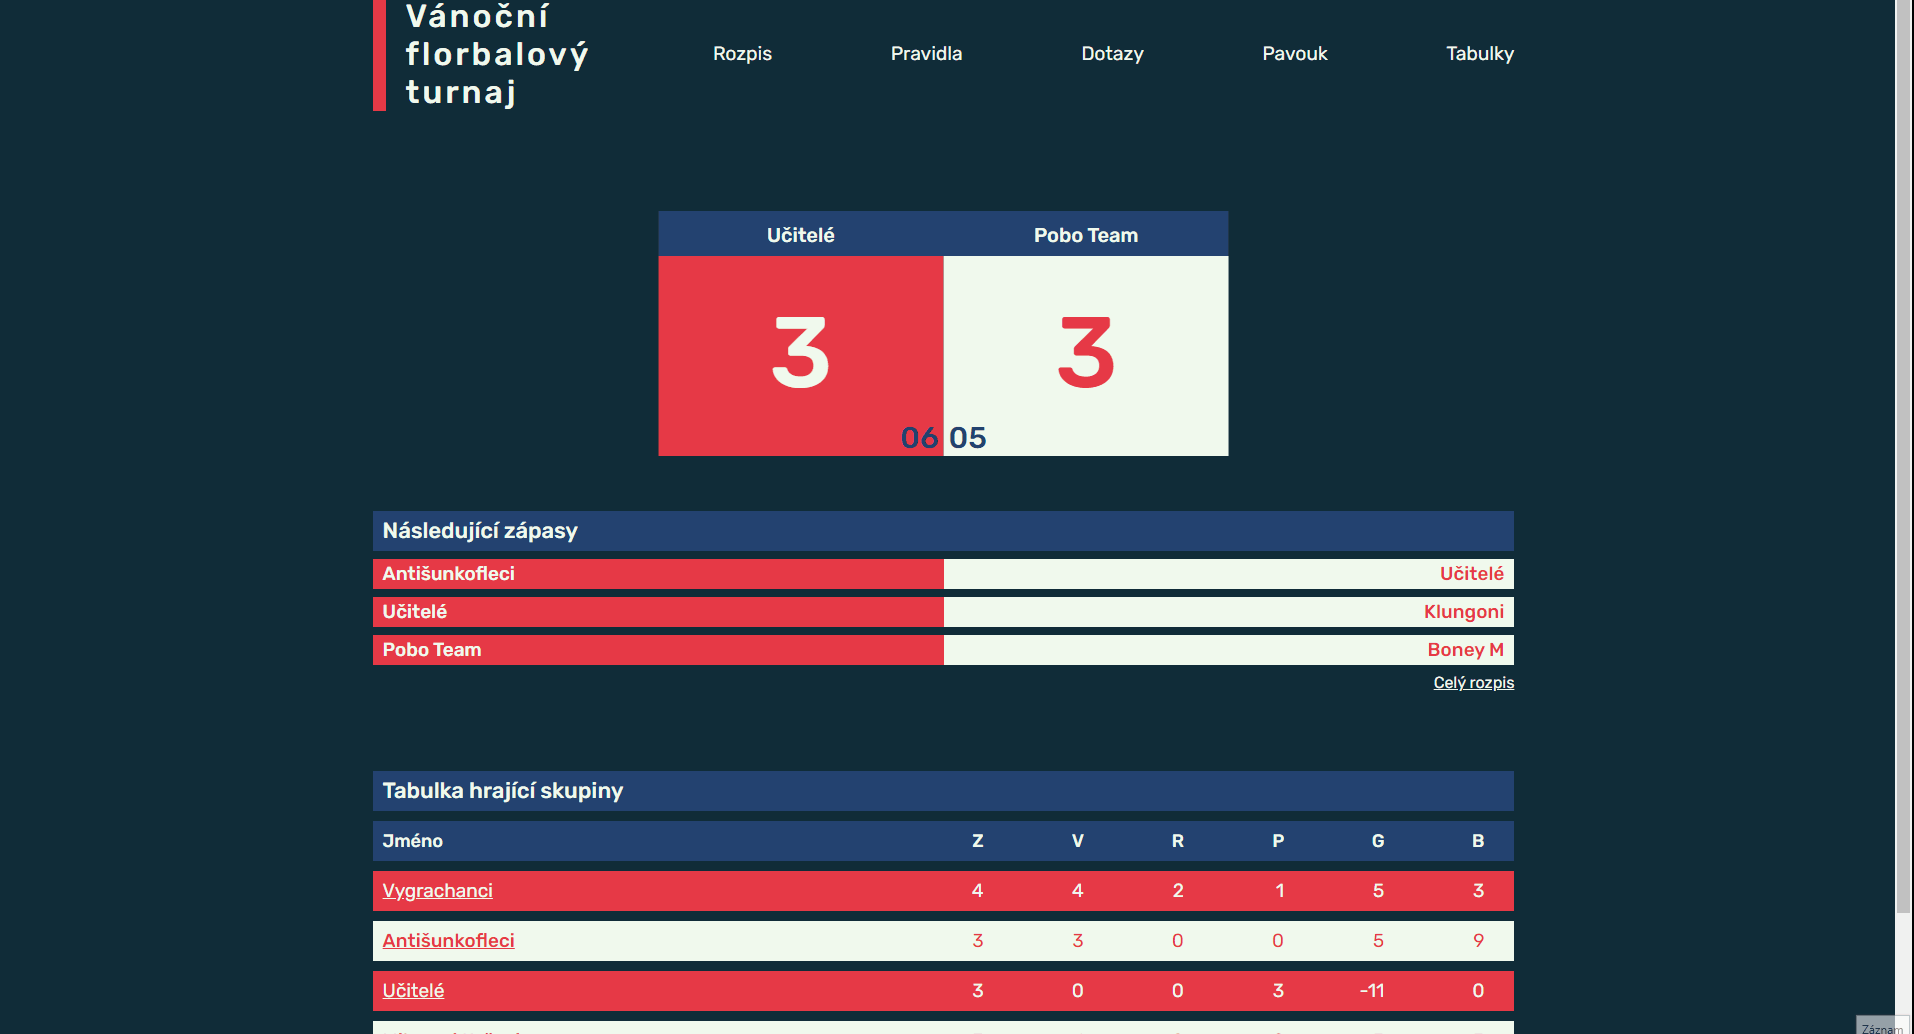 Vánoční
florbalový
turnaj
Rozpis Pravidla Dotazy Pavouk Tabulky
Učitelé Pobo Team
3 3
06 05
Následující zápasy
Antišunkofleci Učitelé
Učitelé Klungoni
Pobo Team Boney M
Celý rozpis
Tabulka hrající skupiny
Jméno Z V R P G B
Vygrachanci 4 4 2 1 5 3
Antišunkofleci 3 3 0 0 5 9
Učitelé 3 0 0 3 -11 0
Záznam